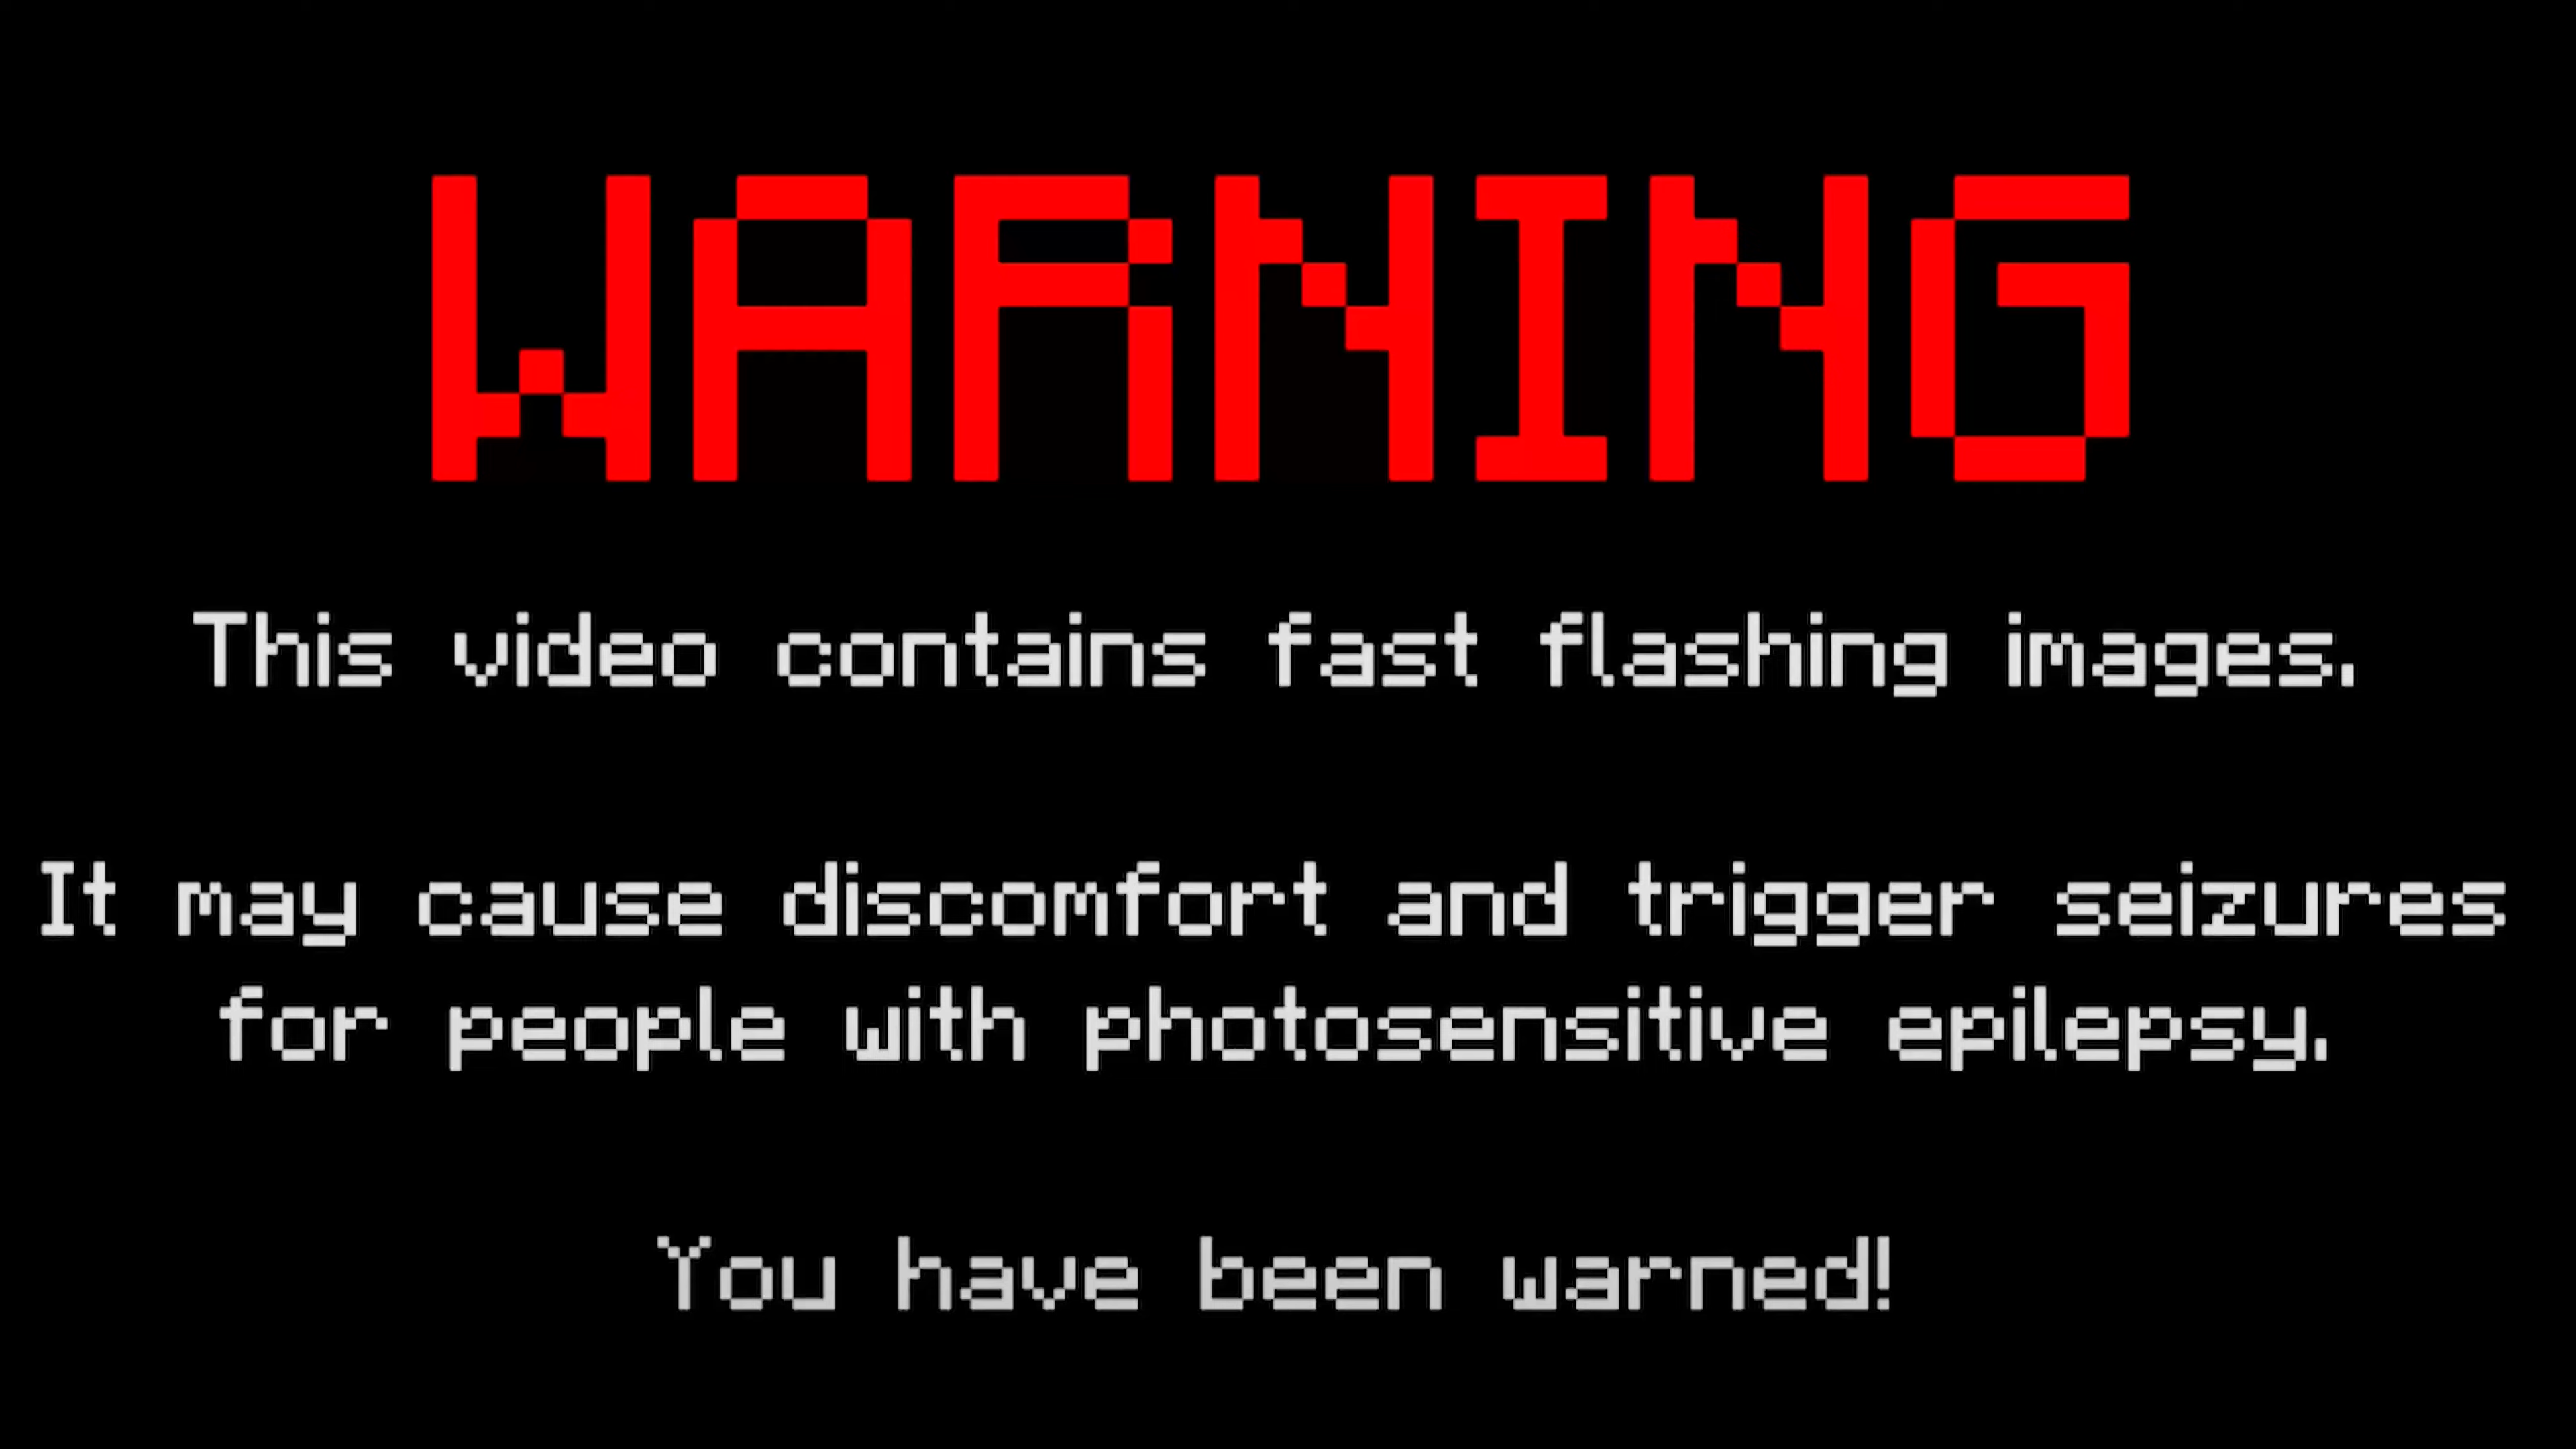 WARNING
This video contains fast flashing images.
It may cause discomfort and trigger seizures
for people with photosensitive epilepsy.
You have been warned!